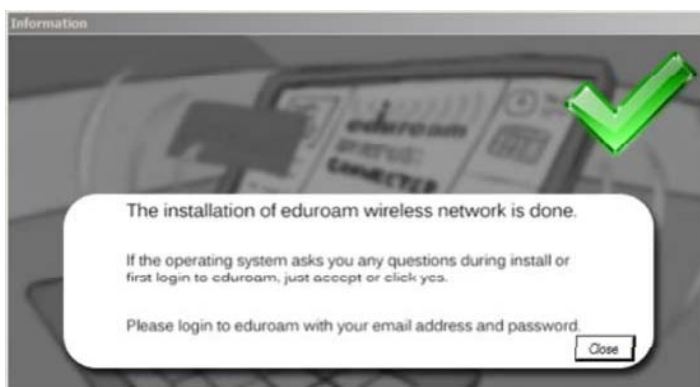 Information
eduroam
STATUS:
CONNECTED
The installation of eduroam wireless network is done.
If the operating system asks you any questions during install or
first login to eduroam, just accept or click yes.
Please login to eduroam with your email address and password.
Close